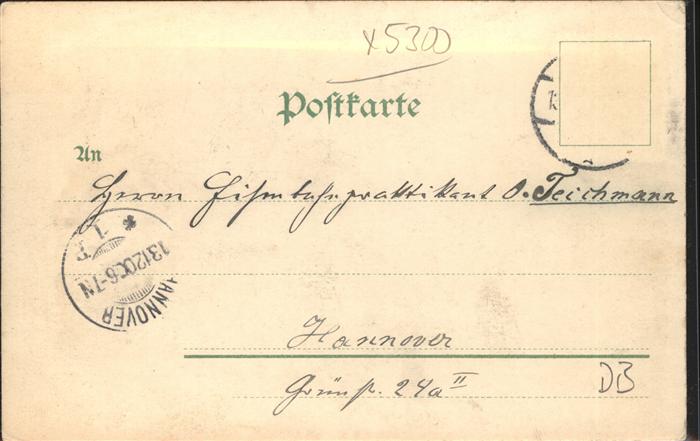 x5300
Postkarte
An
Herrn Eisenbahnpraktikant O. Teichmann
HANNOVER
* 1 P
13.12.00.6-7N
Hannover
Grünstr. 24a II
DB